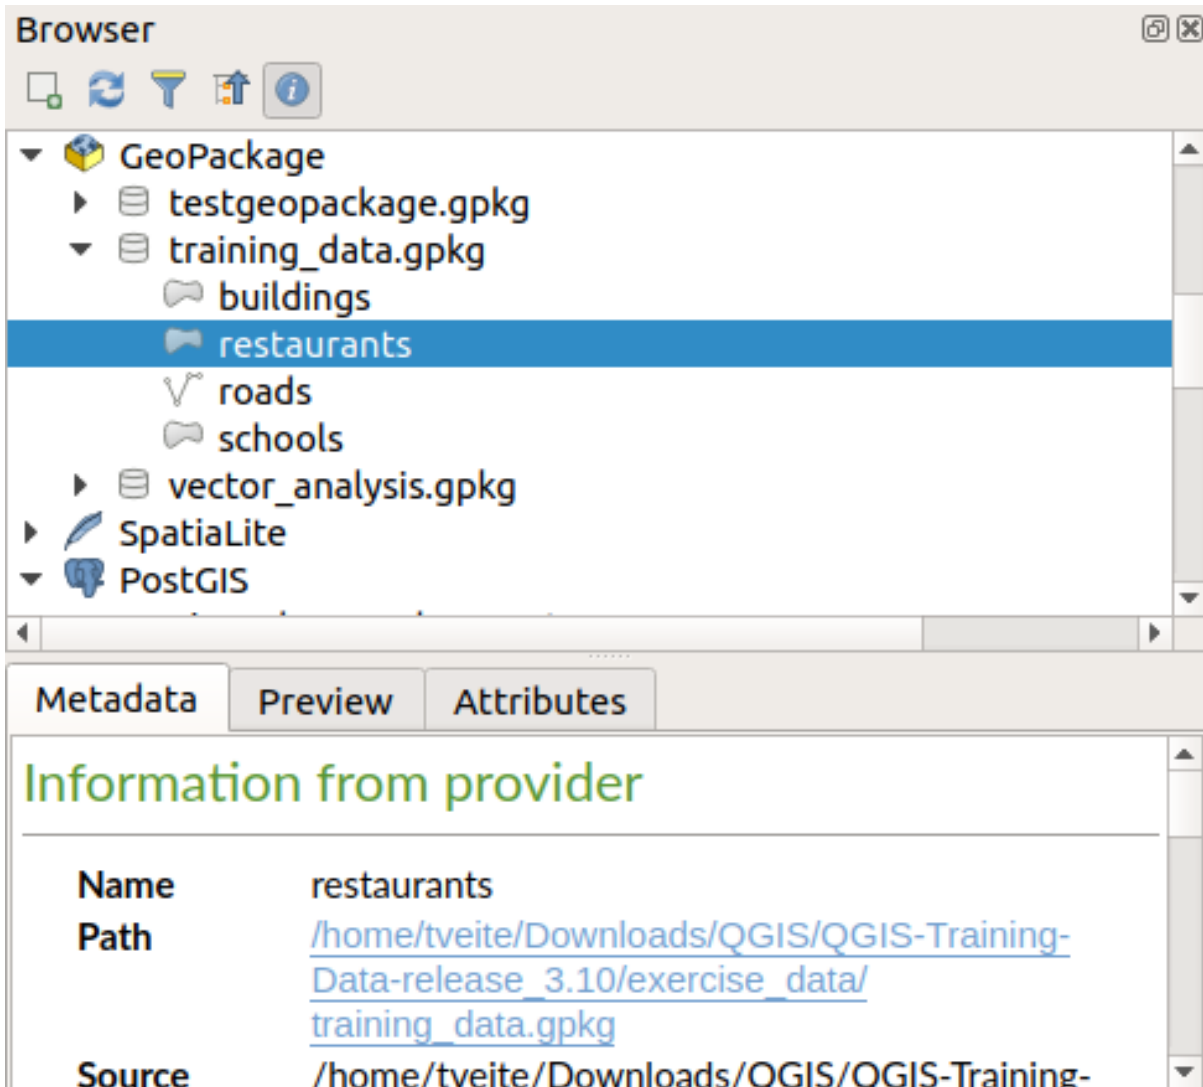 Browser
GeoPackage
testgeopackage.gpkg
training_data.gpkg
buildings
restaurants
roads
schools
vector_analysis.gpkg
SpatiaLite
PostGIS
Metadata Preview Attributes
Information from provider
Name restaurants
Path /home/tveite/Downloads/QGIS/QGIS-Training-
Data-release_3.10/exercise_data/
training_data.gpkg
Source /home/tveite/Downloads/QGIS/QGIS-Training-